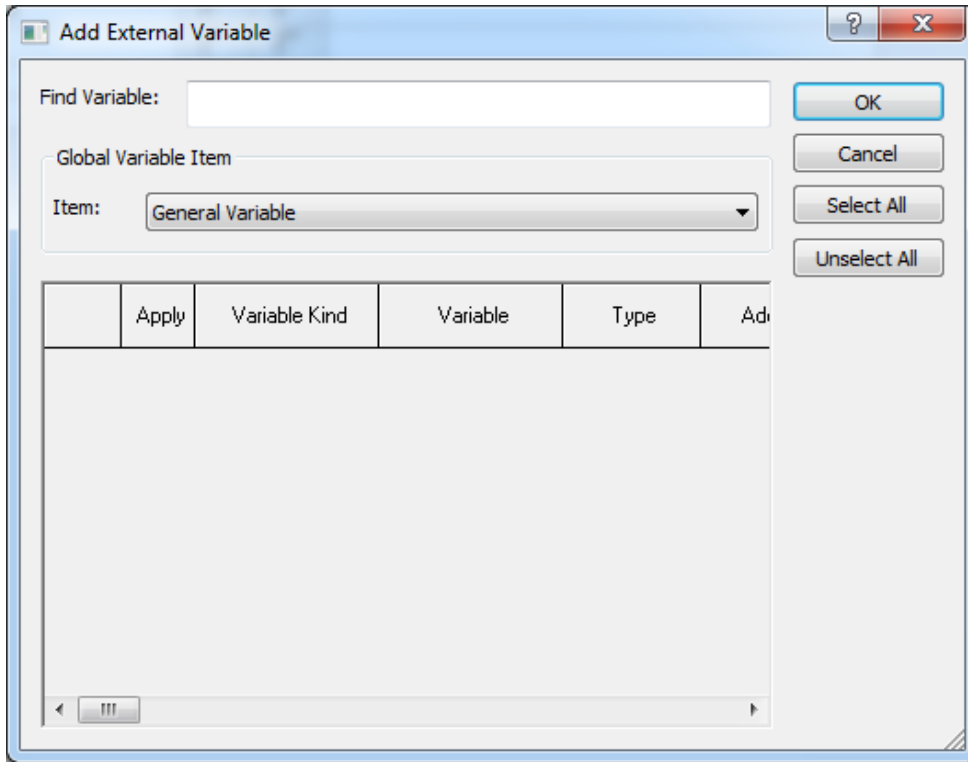 Add External Variable
Find Variable:
OK
Global Variable Item
Cancel
Item: General Variable
Select All
Unselect All
Apply Variable Kind Variable Type